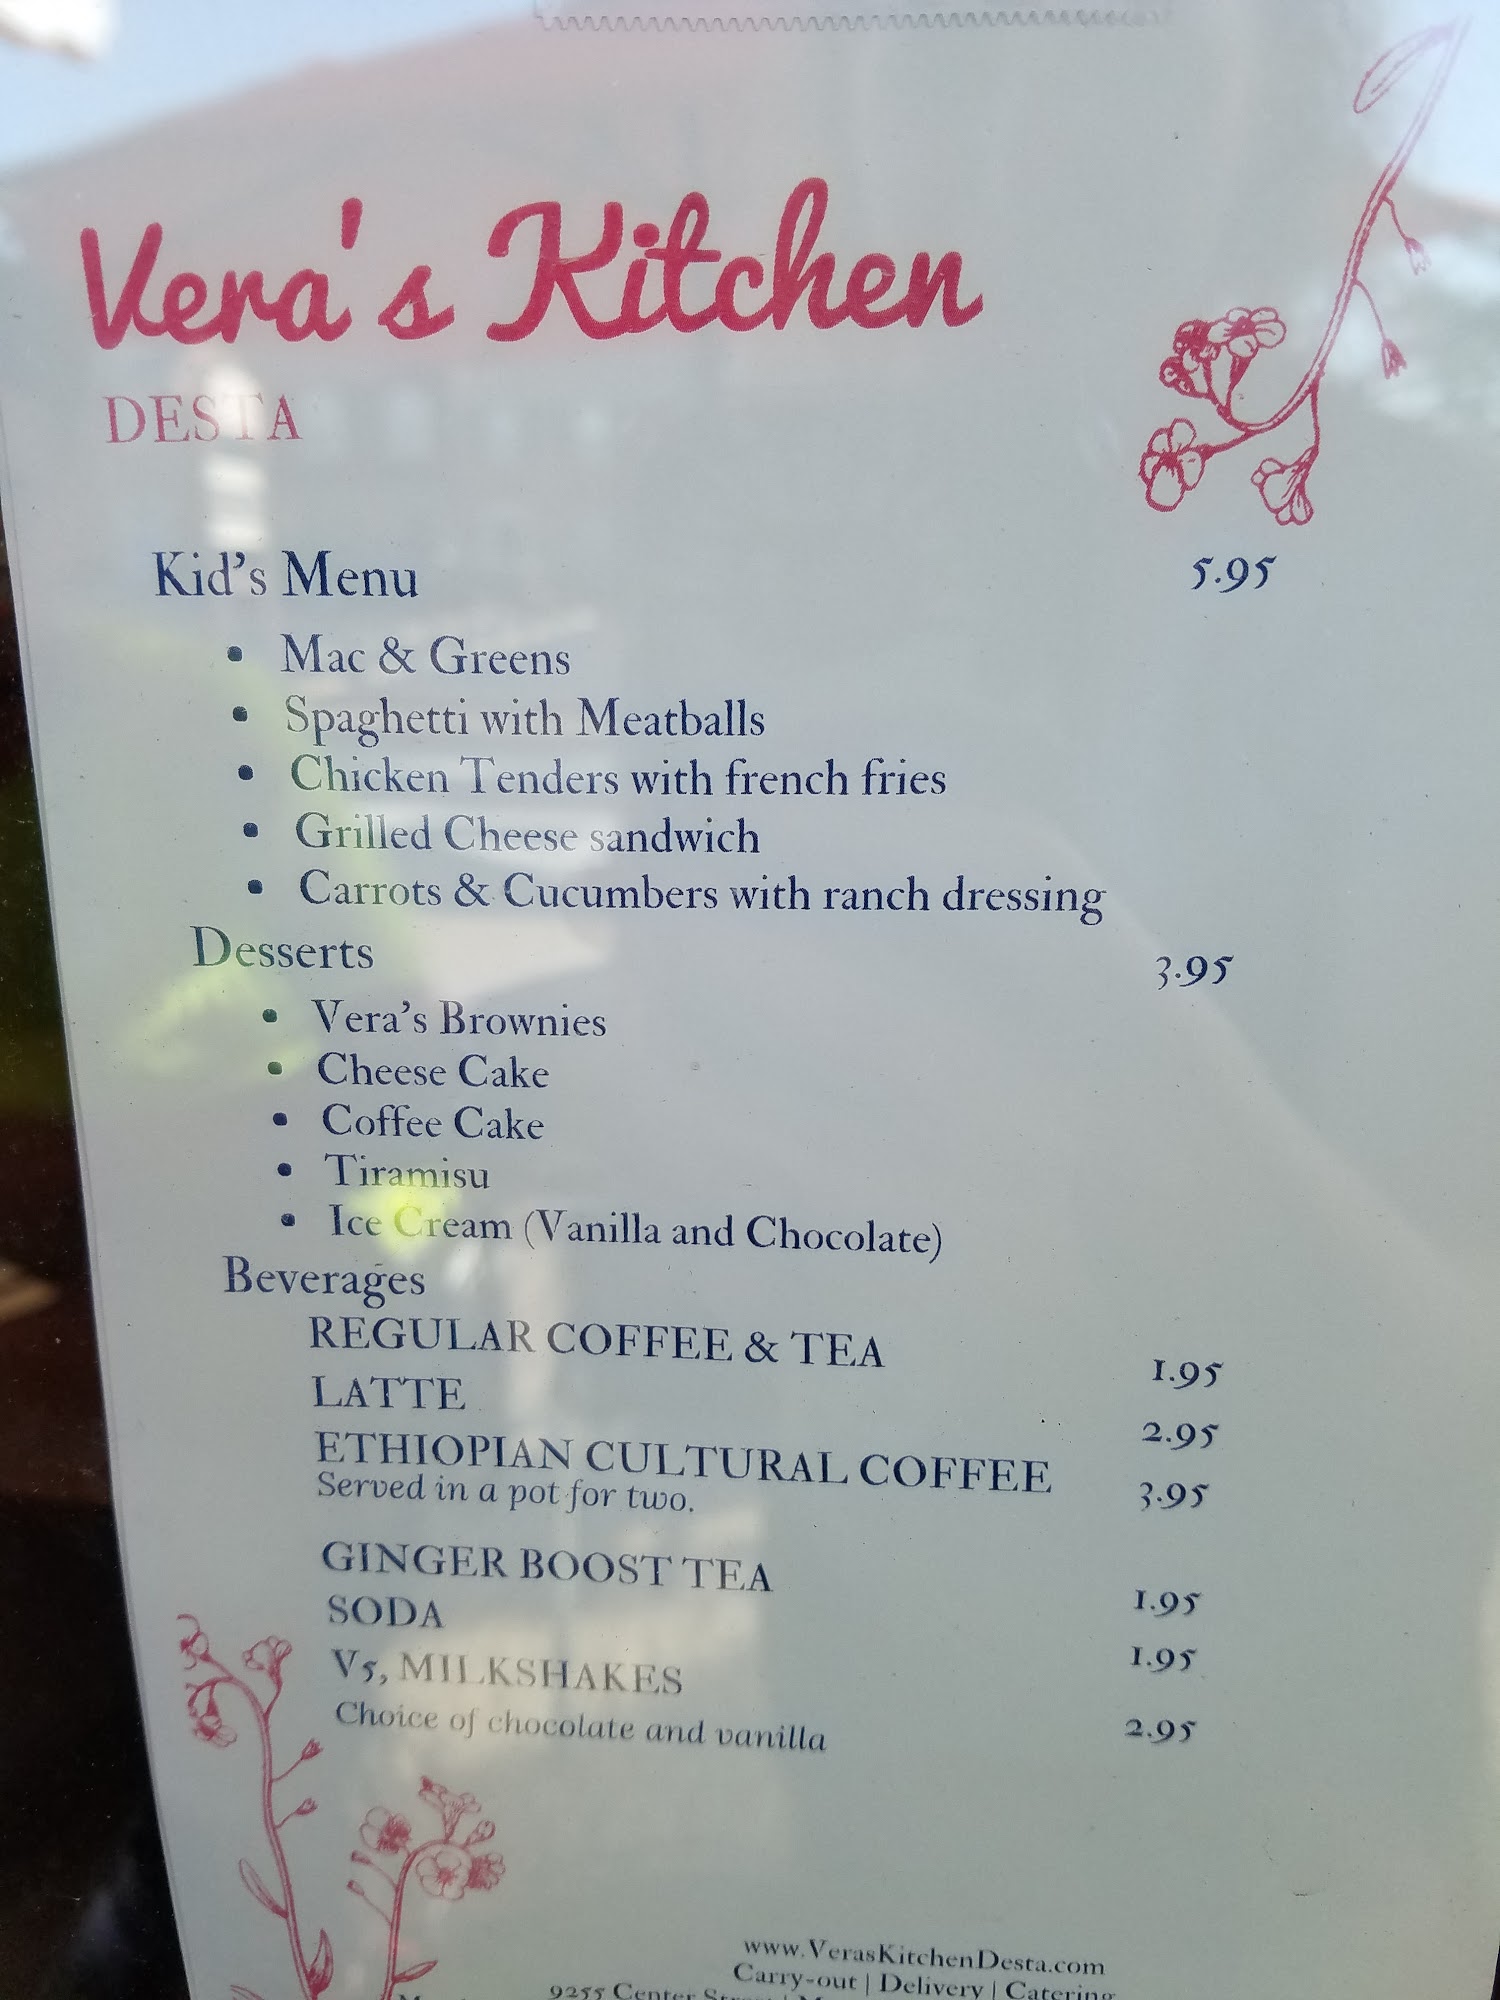 Vera's Kitchen
DESTA
Kid's Menu 5.95
• Mac & Greens
• Spaghetti with Meatballs
• Chicken Tenders with french fries
• Grilled Cheese sandwich
• Carrots & Cucumbers with ranch dressing
Desserts 3.95
• Vera's Brownies
• Cheese Cake
• Coffee Cake
• Tiramisu
• Ice Cream (Vanilla and Chocolate)
Beverages
REGULAR COFFEE & TEA 1.95
LATTE 2.95
ETHIOPIAN CULTURAL COFFEE 3.95
Served in a pot for two.
GINGER BOOST TEA 1.95
SODA 1.95
V5, MILKSHAKES 2.95
Choice of chocolate and vanilla
www.VerasKitchenDesta.com
Carry-out | Delivery | Catering
9255 Center Street |